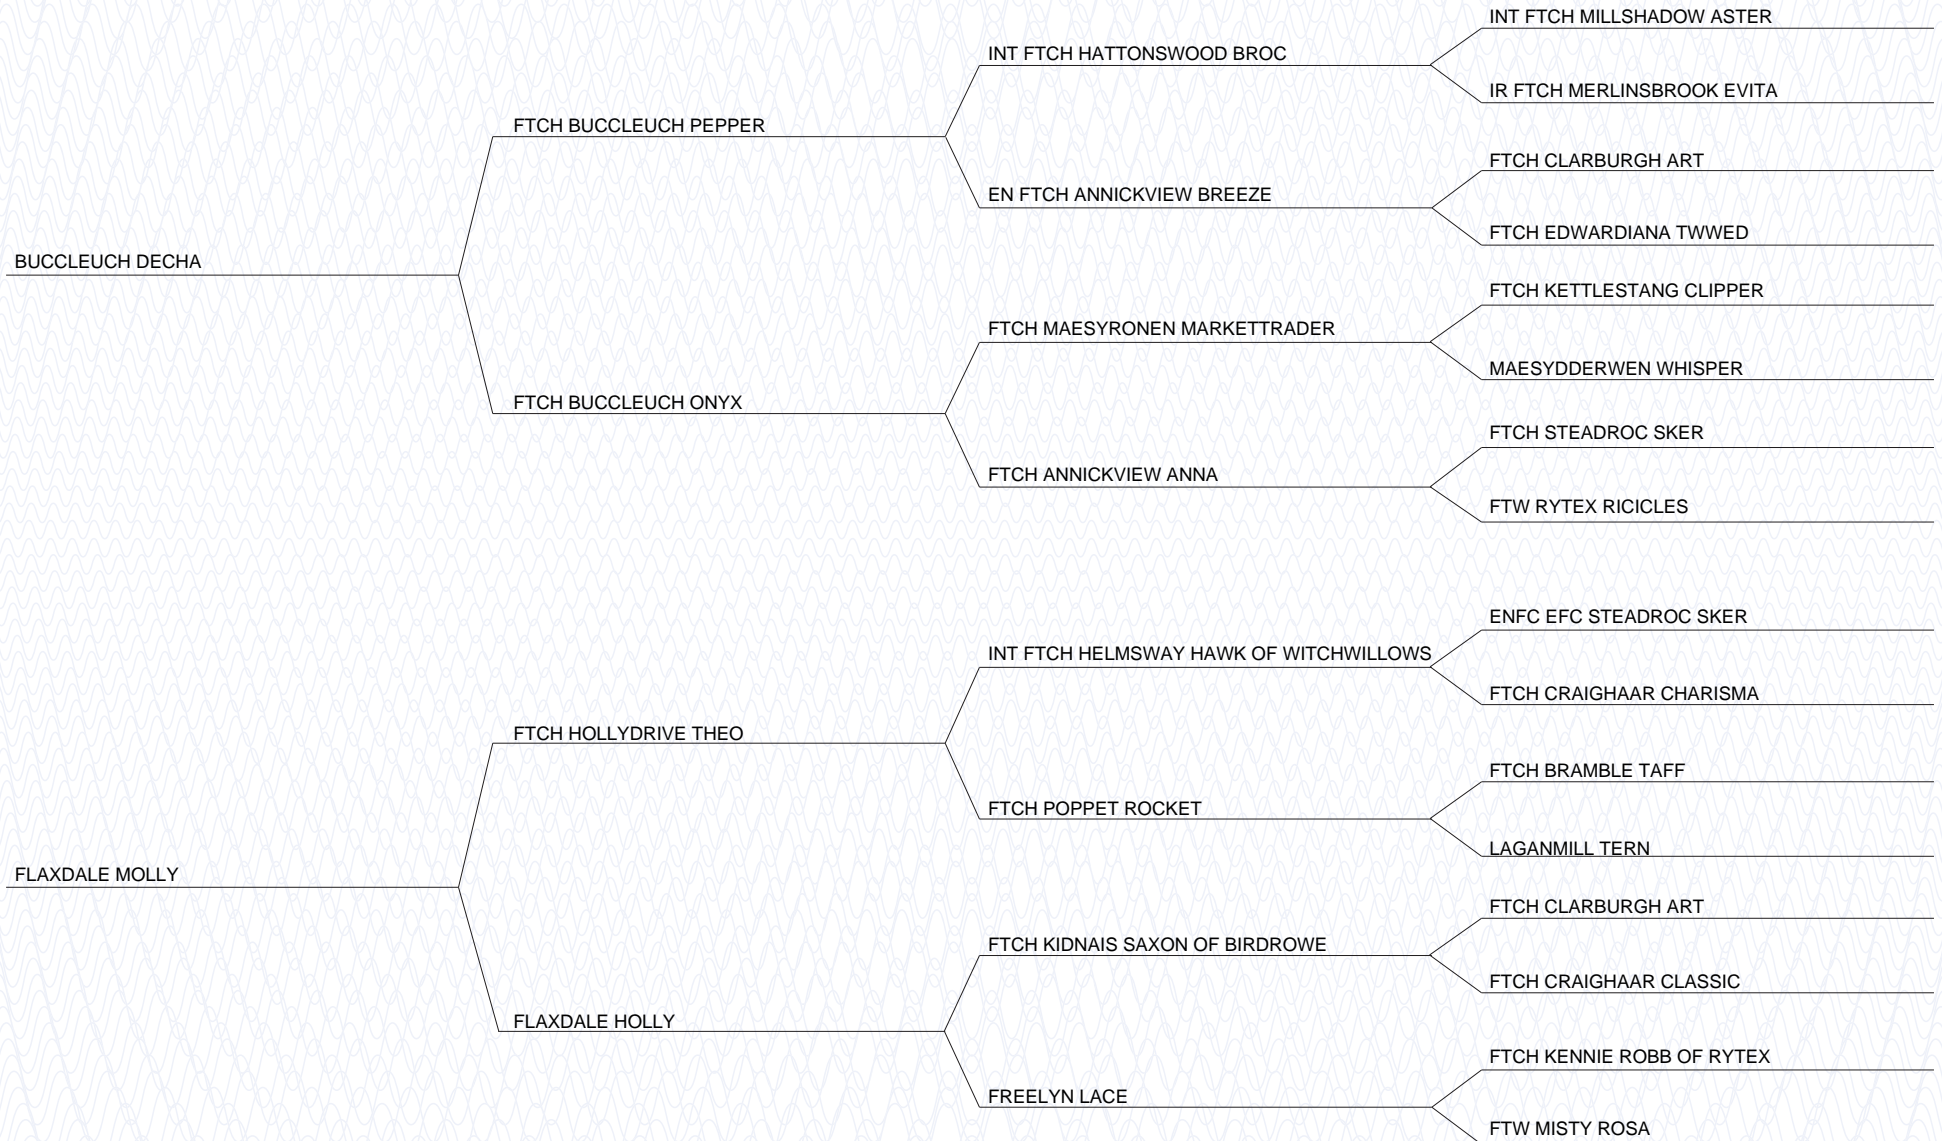 INT FTCH MILLSHADOW ASTER
INT FTCH HATTONSWOOD BROC
IR FTCH MERLINSBROOK EVITA
FTCH BUCCLEUCH PEPPER
FTCH CLARBURGH ART
EN FTCH ANNICKVIEW BREEZE
FTCH EDWARDIANA TWWED
BUCCLEUCH DECHA
FTCH KETTLESTANG CLIPPER
FTCH MAESYRONEN MARKETTRADER
MAESYDDERWEN WHISPER
FTCH BUCCLEUCH ONYX
FTCH STEADROC SKER
FTCH ANNICKVIEW ANNA
FTW RYTEX RICICLES
ENFC EFC STEADROC SKER
INT FTCH HELMSWAY HAWK OF WITCHWILLOWS
FTCH CRAIGHAAR CHARISMA
FTCH HOLLYDRIVE THEO
FTCH BRAMBLE TAFF
FTCH POPPET ROCKET
LAGANMILL TERN
FLAXDALE MOLLY
FTCH CLARBURGH ART
FTCH KIDNAIS SAXON OF BIRDROWE
FTCH CRAIGHAAR CLASSIC
FLAXDALE HOLLY
FTCH KENNIE ROBB OF RYTEX
FREELYN LACE
FTW MISTY ROSA